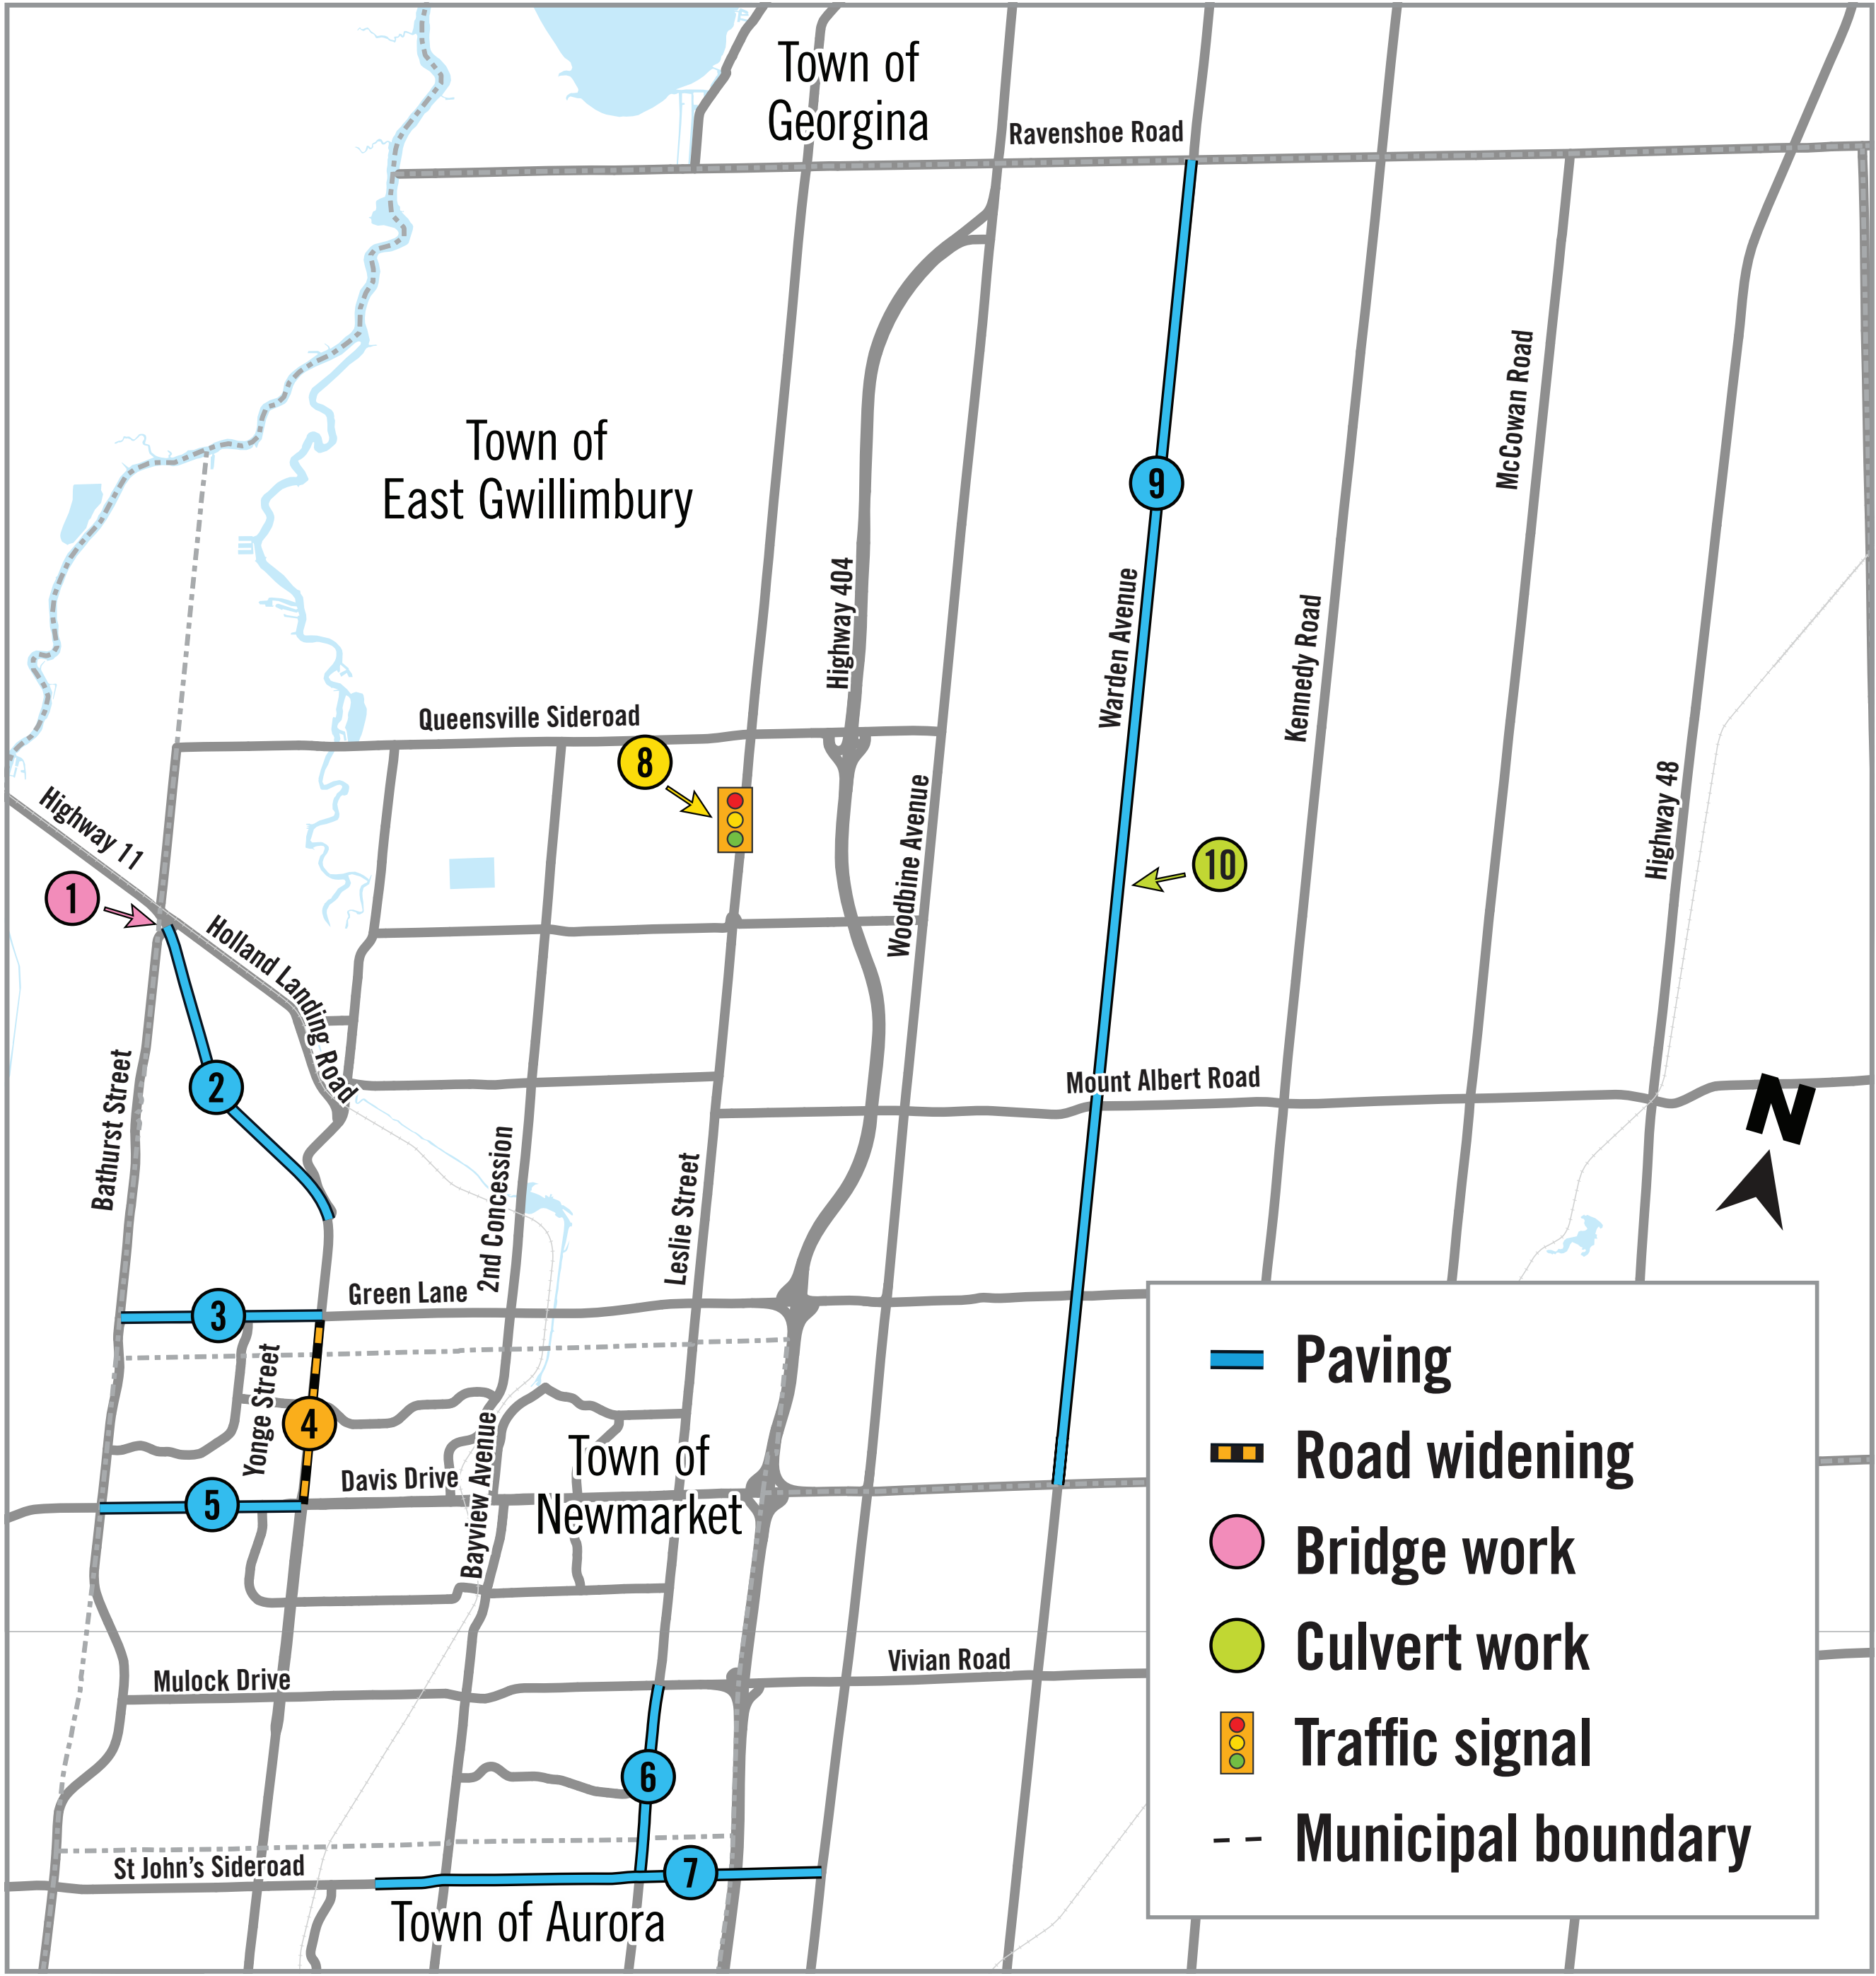 Town of
Georgina
Ravenshoe Road
McCowan Road
Town of
East Gwillimbury
9
Highway 404
Warden Avenue
Kennedy Road
Queensville Sideroad
8
Highway 11
Woodbine Avenue
Highway 48
10
1
Holland Landing Road
2
Bathurst Street
Mount Albert Road
N
2nd Concession
Leslie Street
Green Lane
3
Yonge Street
4
Davis Drive
Bayview Avenue
5
Town of
Newmarket
Mulock Drive
Vivian Road
6
St John's Sideroad
7
Town of Aurora
Paving
Road widening
Bridge work
Culvert work
Traffic signal
Municipal boundary